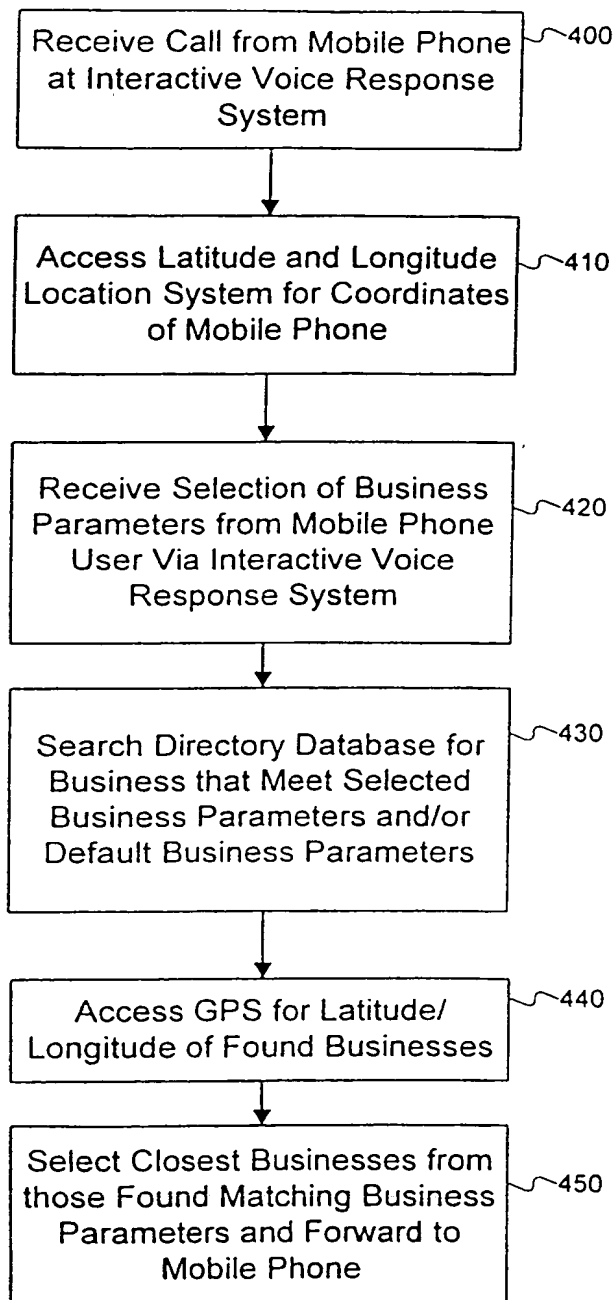 Receive Call from Mobile Phone
at Interactive Voice Response
System
400
Access Latitude and Longitude
Location System for Coordinates
of Mobile Phone
410
Receive Selection of Business
Parameters from Mobile Phone
User Via Interactive Voice
Response System
420
Search Directory Database for
Business that Meet Selected
Business Parameters and/or
Default Business Parameters
430
Access GPS for Latitude/
Longitude of Found Businesses
440
Select Closest Businesses from
those Found Matching Business
Parameters and Forward to
Mobile Phone
450